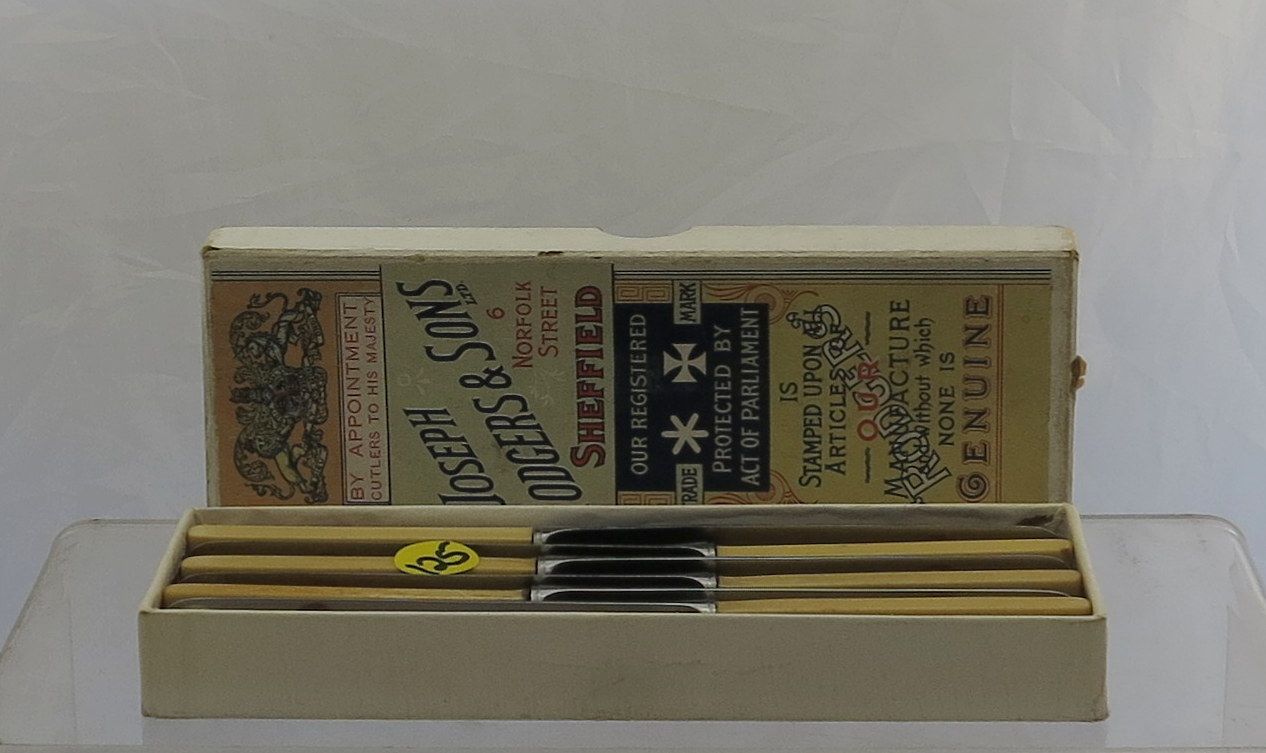 BY APPOINTMENT
CUTLERS TO HIS MAJESTY
JOSEPH
ODGERS & SONS LTD
6
NORFOLK
STREET
SHEFFIELD
OUR REGISTERED
TRADE MARK
PROTECTED BY
ACT OF PARLIAMENT
IS
STAMPED UPON ALL
ARTICLES OF
OUR
MANUFACTURE
without which
NONE IS
GENUINE